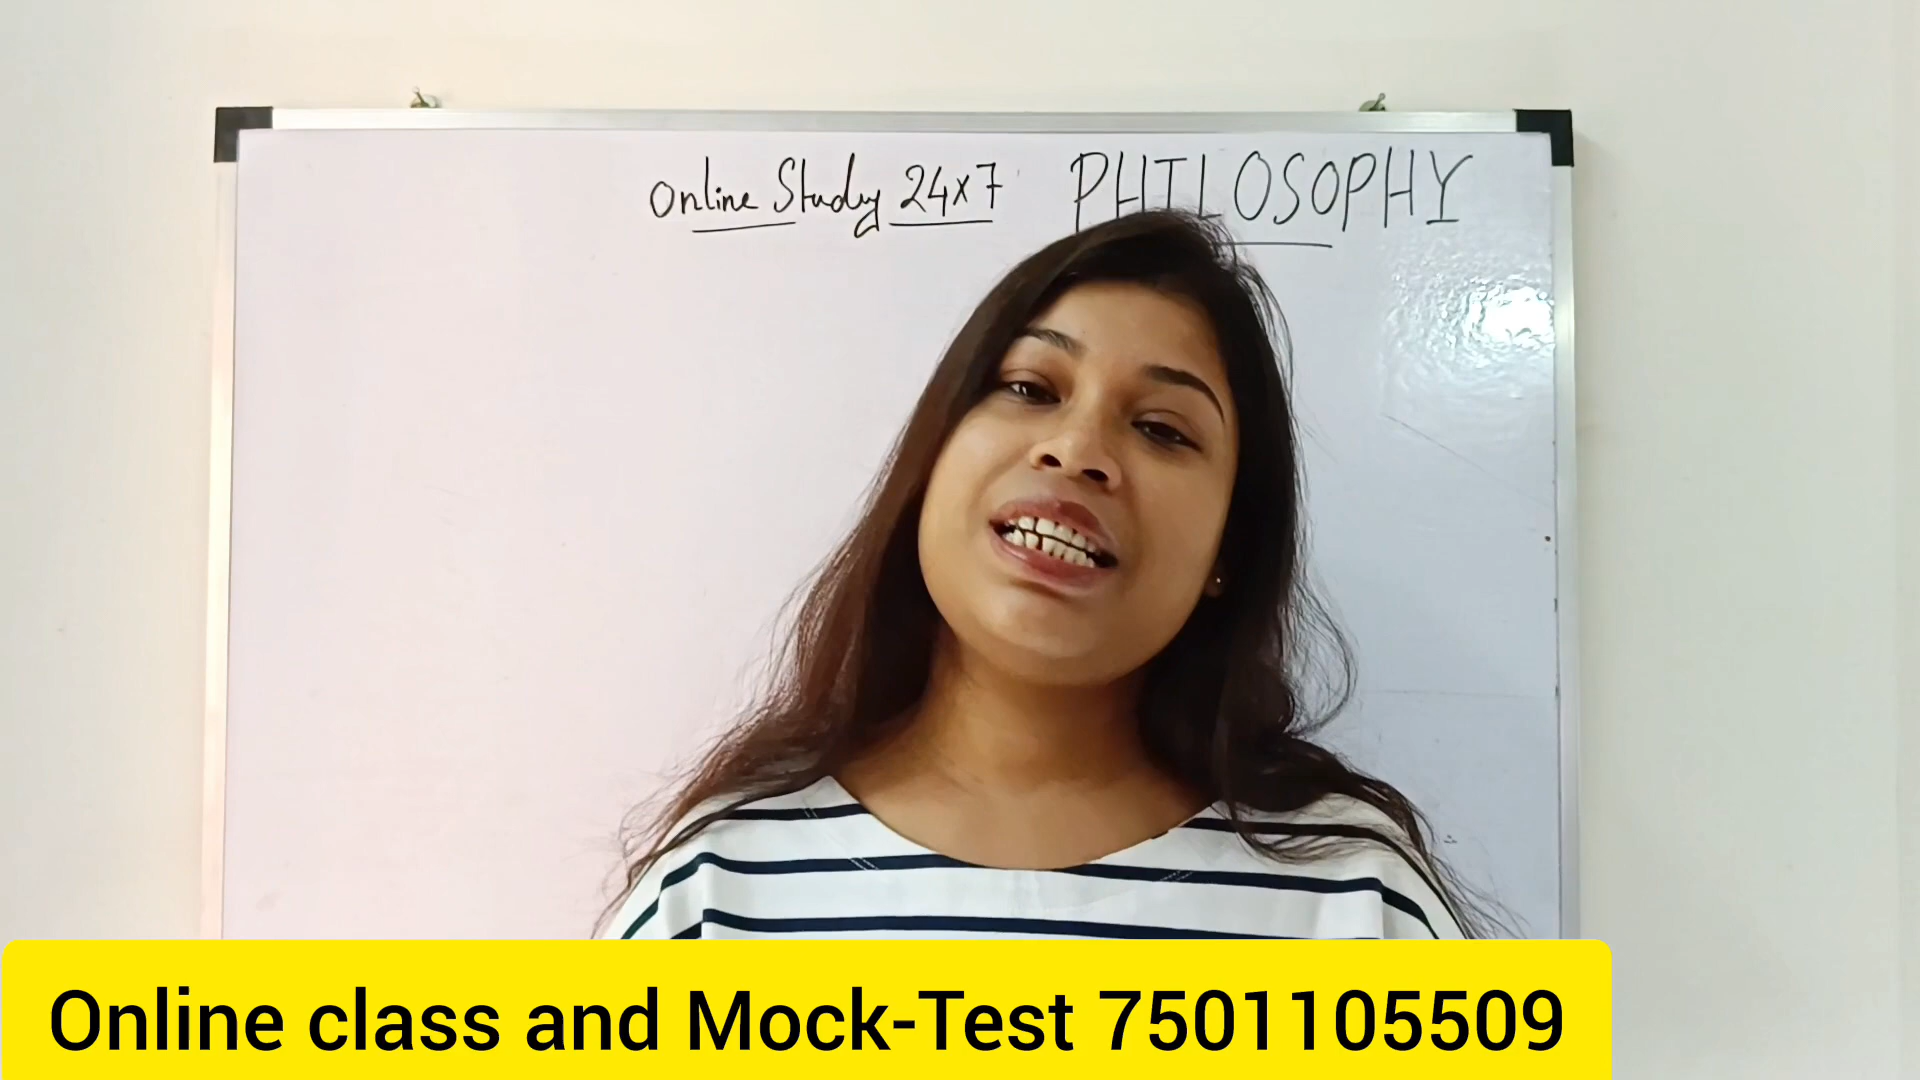 Online Study 24x7 PHILOSOPHY
Online class and Mock-Test 7501105509